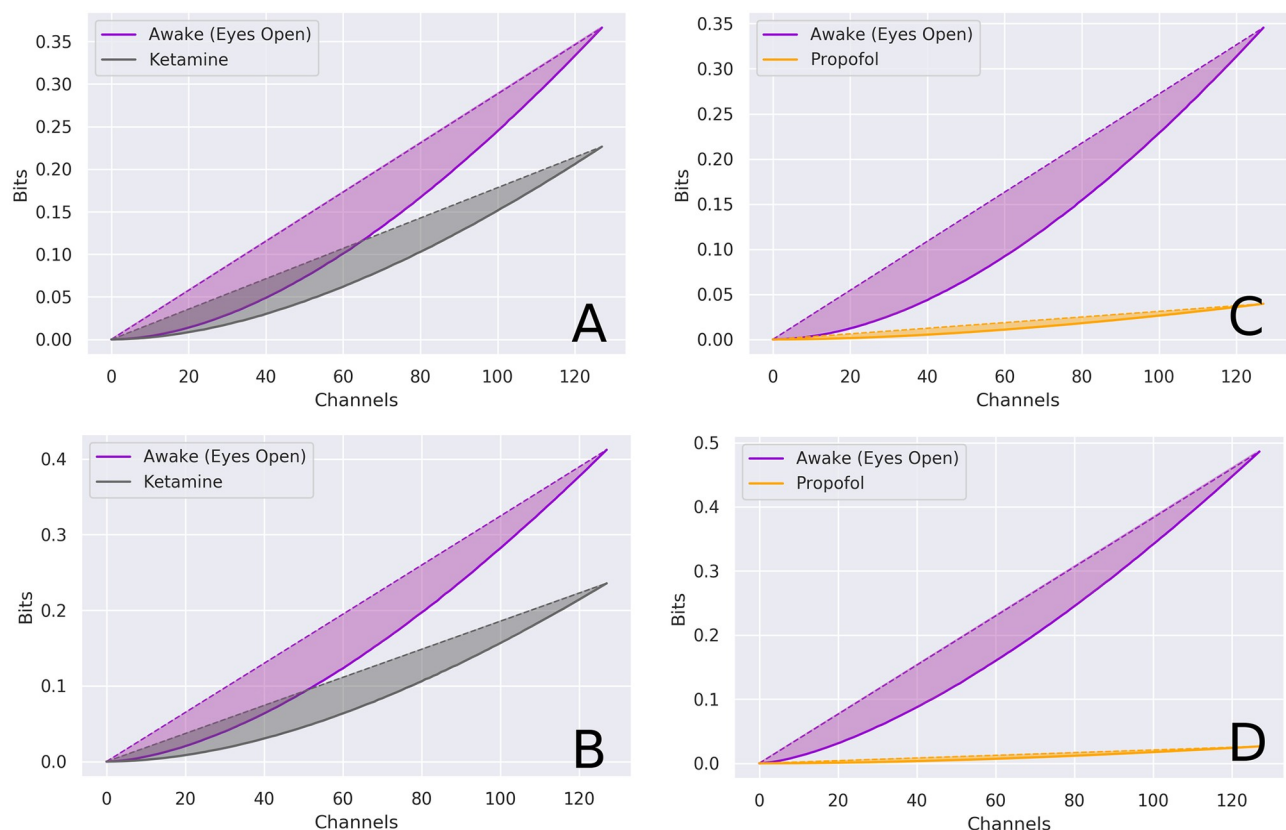 Awake (Eyes Open)
Ketamine
0.35
0.30
0.25
0.20
0.15
0.10
0.05
0.00
Bits
0 20 40 60 80 100 120
Channels
A
Awake (Eyes Open)
Propofol
0.35
0.30
0.25
0.20
0.15
0.10
0.05
0.00
Bits
0 20 40 60 80 100 120
Channels
C
Awake (Eyes Open)
Ketamine
0.4
0.3
0.2
0.1
0.0
Bits
0 20 40 60 80 100 120
Channels
B
Awake (Eyes Open)
Propofol
0.5
0.4
0.3
0.2
0.1
0.0
Bits
0 20 40 60 80 100 120
Channels
D